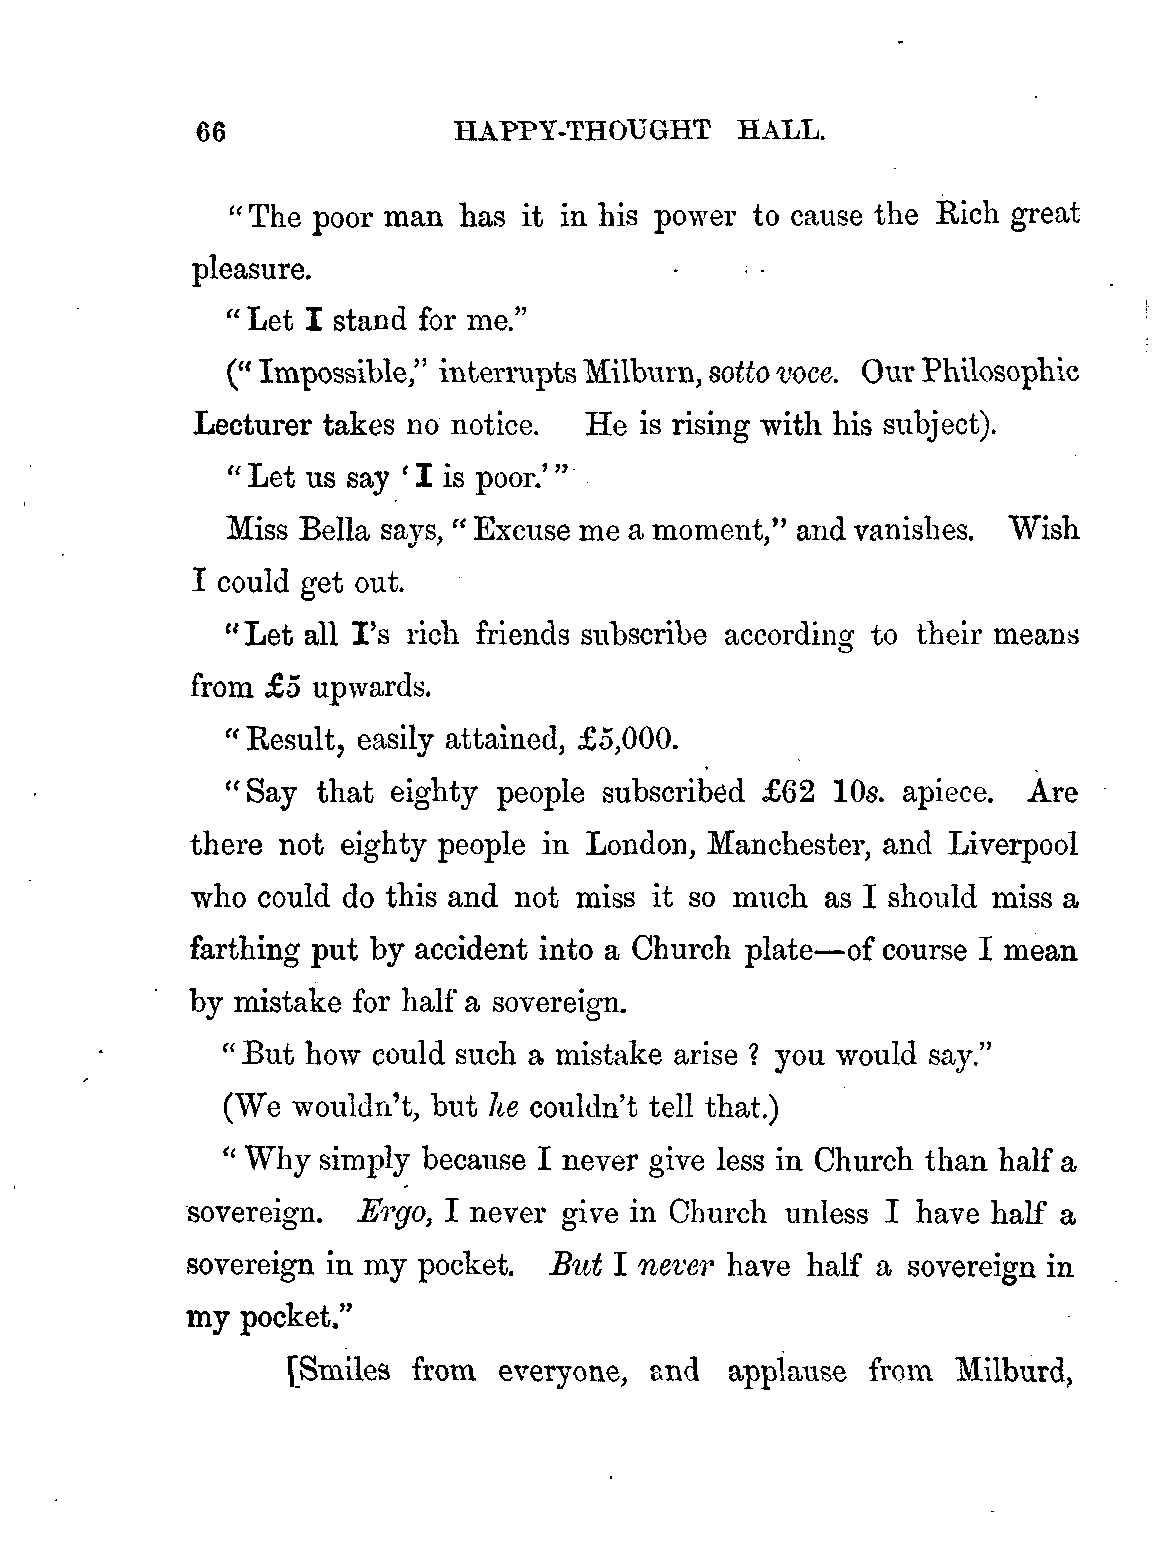 66 HAPPY-THOUGHT HALL.
"The poor man has it in his power to cause the Rich great
pleasure.
"Let I stand for me."
("Impossible," interrupts Milburn, sotto voce. Our Philosophic
Lecturer takes no notice. He is rising with his subject).
"Let us say 'I is poor.'"
Miss Bella says, "Excuse me a moment," and vanishes. Wish
I could get out.
"Let all I's rich friends subscribe according to their means
from £5 upwards.
"Result, easily attained, £5,000.
"Say that eighty people subscribed £62 10s. apiece. Are
there not eighty people in London, Manchester, and Liverpool
who could do this and not miss it so much as I should miss a
farthing put by accident into a Church plate—of course I mean
by mistake for half a sovereign.
"But how could such a mistake arise? you would say."
(We wouldn't, but he couldn't tell that.)
"Why simply because I never give less in Church than half a
sovereign. Ergo, I never give in Church unless I have half a
sovereign in my pocket. But I never have half a sovereign in
my pocket."
[Smiles from everyone, and applause from Milburd,